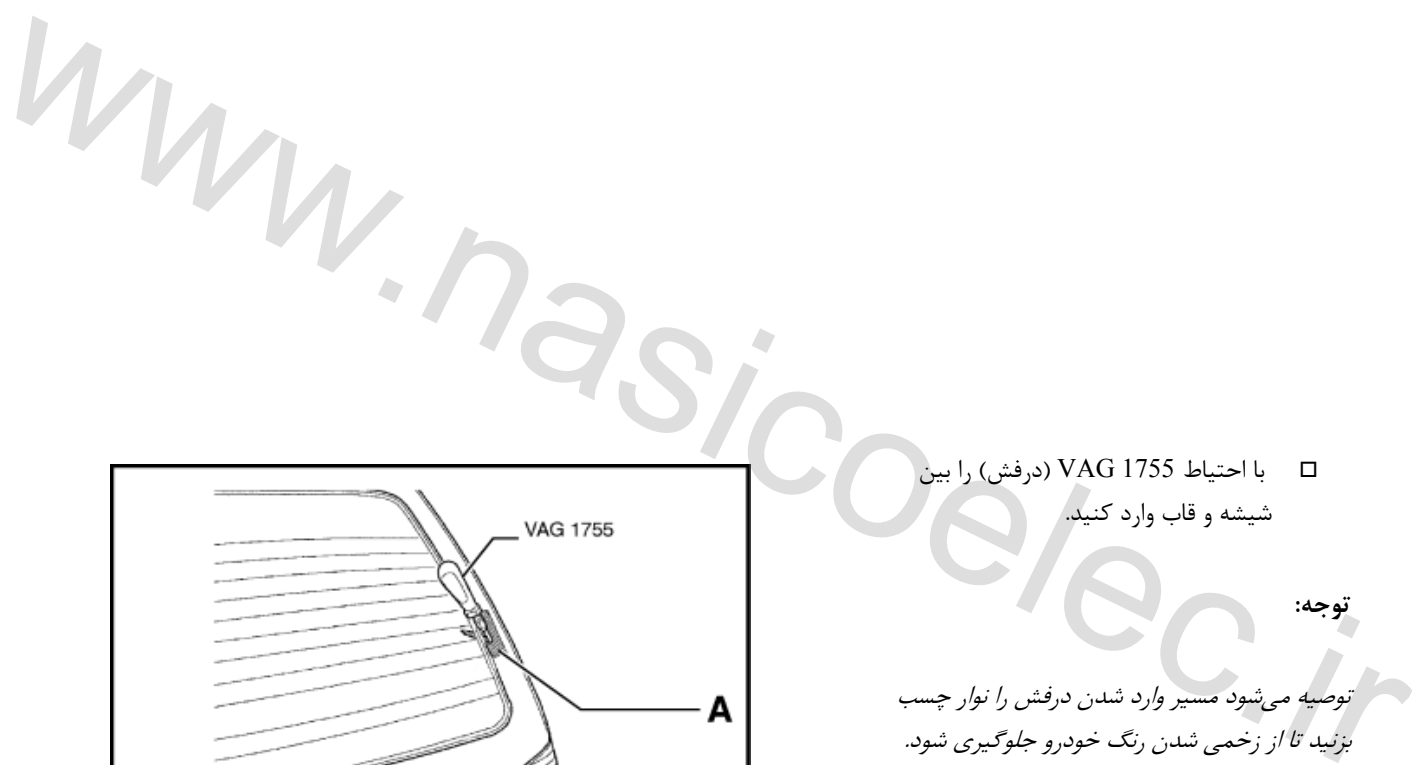 www.nasicoelec.ir
□ با احتیاط VAG 1755 (درفش) را بین
شیشه و قاب وارد کنید.
توجه:
توصیه می‌شود مسیر وارد شدن درفش را نوار چسب
بزنید تا از زخمی شدن رنگ خودرو جلوگیری شود.
VAG 1755
A